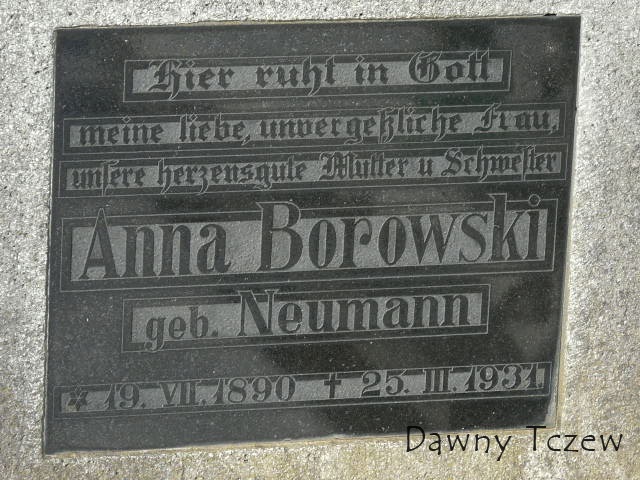 Hier ruht in Gott
meine liebe, unvergeßliche Frau,
unsere herzensgute Mutter u Schwester
Anna Borowski
geb. Neumann
* 19. VII. 1890 ✝ 25. III. 1931
Dawny Tczew